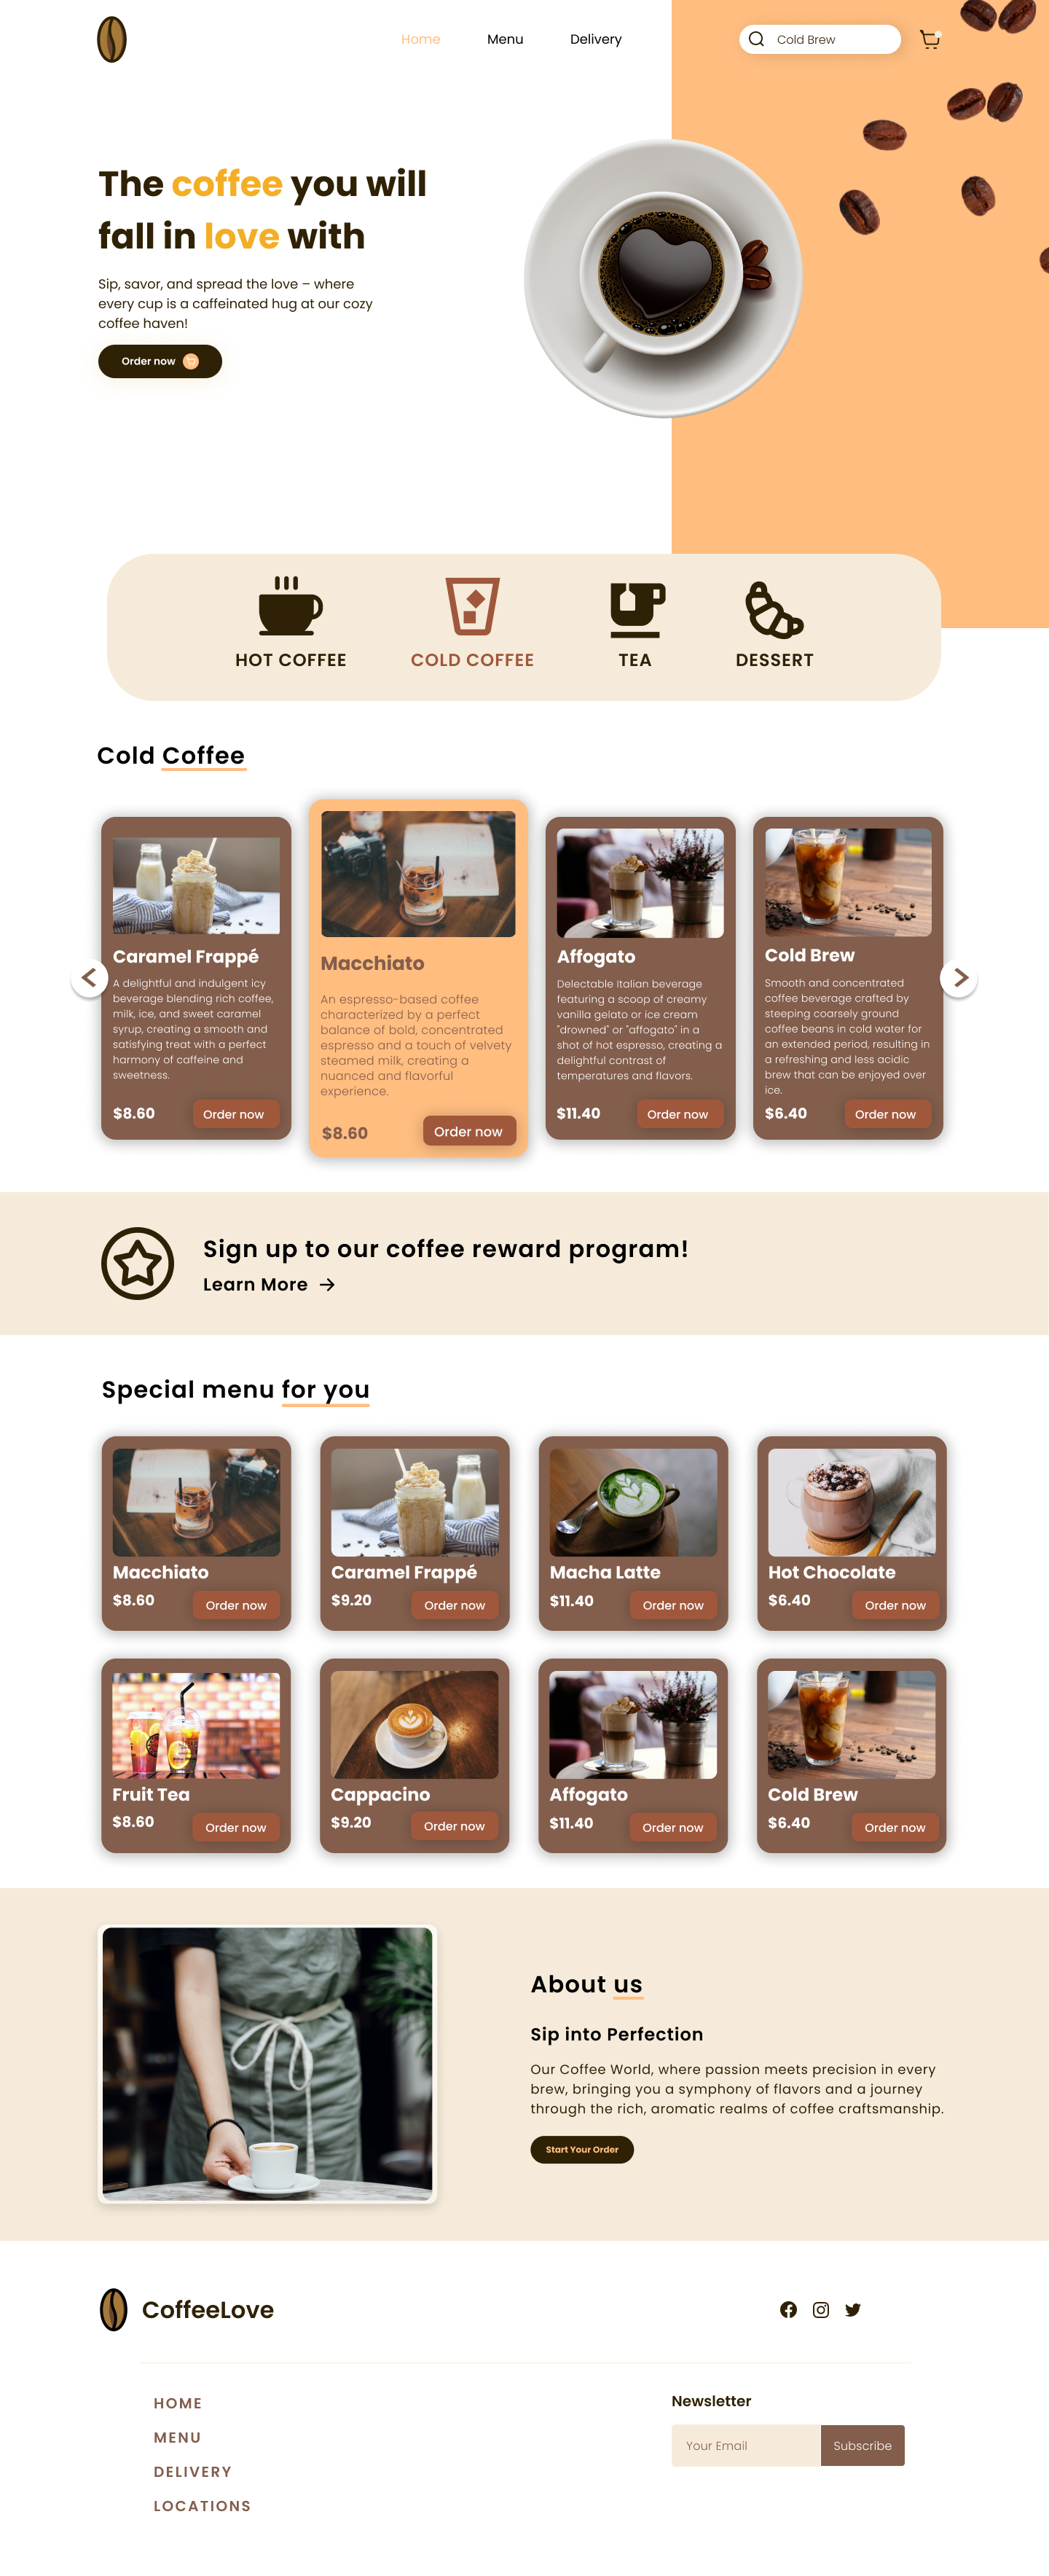 Home Menu Delivery Cold Brew
The coffee you will
fall in love with
Sip, savor, and spread the love – where
every cup is a caffeinated hug at our cozy
coffee haven!
Order now
HOT COFFEE COLD COFFEE TEA DESSERT
Cold Coffee
Caramel Frappé
A delightful and indulgent icy
beverage blending rich coffee,
milk, ice, and sweet caramel
syrup, creating a smooth and
satisfying treat with a perfect
harmony of caffeine and
sweetness.
$8.60 Order now
Macchiato
An espresso-based coffee
characterized by a perfect
balance of bold, concentrated
espresso and a touch of velvety
steamed milk, creating a
nuanced and flavorful
experience.
$8.60 Order now
Affogato
Delectable Italian beverage
featuring a scoop of creamy
vanilla gelato or ice cream
"drowned" or "affogato" in a
shot of hot espresso, creating a
delightful contrast of
temperatures and flavors.
$11.40 Order now
Cold Brew
Smooth and concentrated
coffee beverage crafted by
steeping coarsely ground
coffee beans in cold water for
an extended period, resulting in
a refreshing and less acidic
brew that can be enjoyed over
ice.
$6.40 Order now
Sign up to our coffee reward program!
Learn More →
Special menu for you
Macchiato
$8.60 Order now
Caramel Frappé
$9.20 Order now
Macha Latte
$11.40 Order now
Hot Chocolate
$6.40 Order now
Fruit Tea
$8.60 Order now
Cappacino
$9.20 Order now
Affogato
$11.40 Order now
Cold Brew
$6.40 Order now
About us
Sip into Perfection
Our Coffee World, where passion meets precision in every
brew, bringing you a symphony of flavors and a journey
through the rich, aromatic realms of coffee craftsmanship.
Start Your Order
CoffeeLove
HOME
MENU
DELIVERY
LOCATIONS
Newsletter
Your Email Subscribe